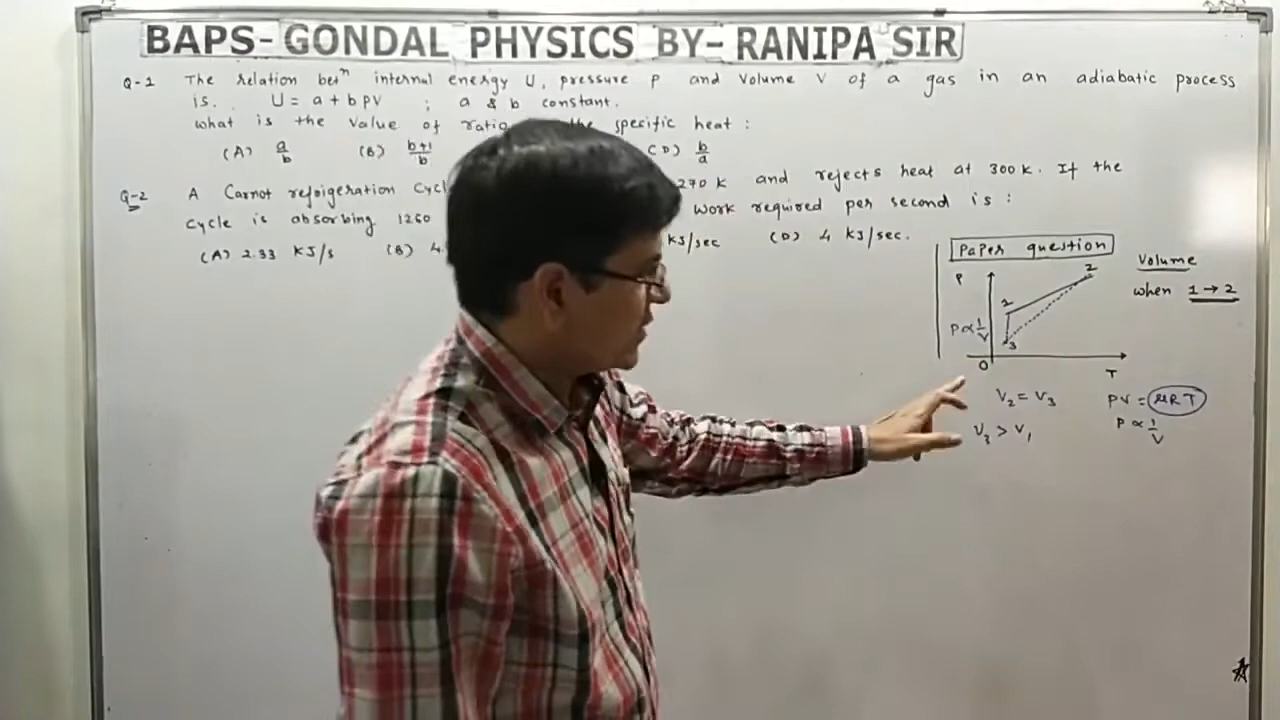 BAPS- GONDAL PHYSICS BY- RANIPA SIR
Q-1 The relation betⁿ internal energy U, pressure P and Volume V of a gas in an adiabatic process
is. U = a + b PV ; a & b constant.
what is the value of ratio the specific heat :
(A) a/b (B) b+1/b (D) b/a
Q-2 A Carnot refrigeration 270 K and rejects heat at 300 K. If the
cycle is absorbing 1260 work required per second is :
(A) 2.33 KJ/s (B) 4. KJ/sec (D) 4 KJ/sec.
Paper question
Volume
when 1 → 2
P
2
1
P ∝ 1/V
3
O
T
V₂ = V₃
PV = μRT
V₃ > V₁
P ∝ 1/V